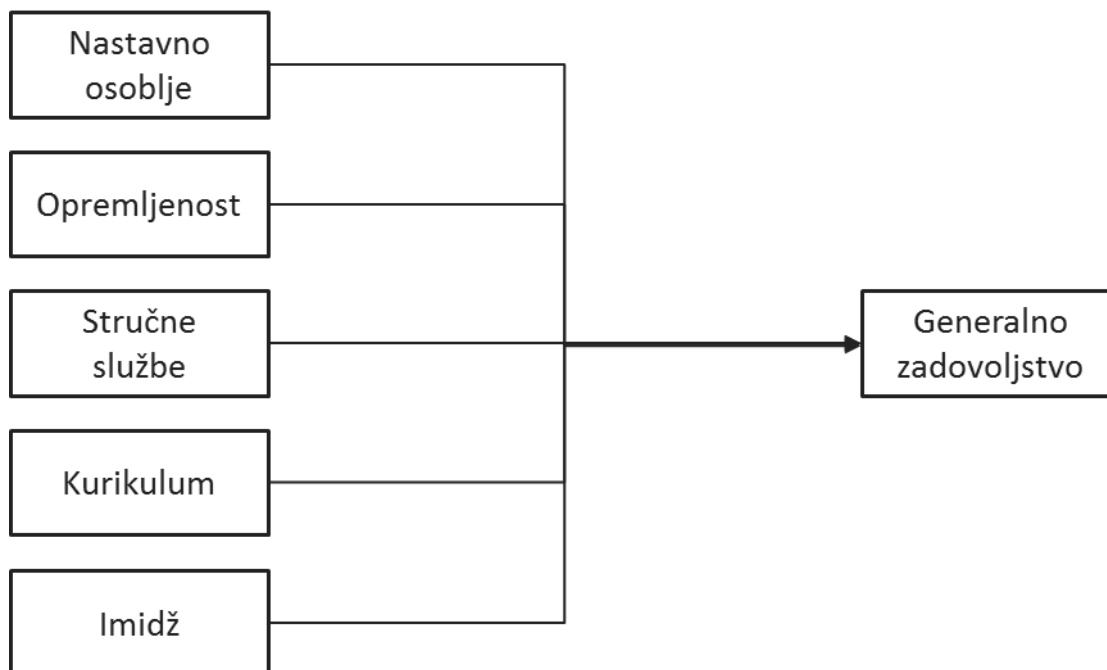 Nastavno
osoblje
Opremljenost
Stručne
službe
Kurikulum
Imidž
Generalno
zadovoljstvo